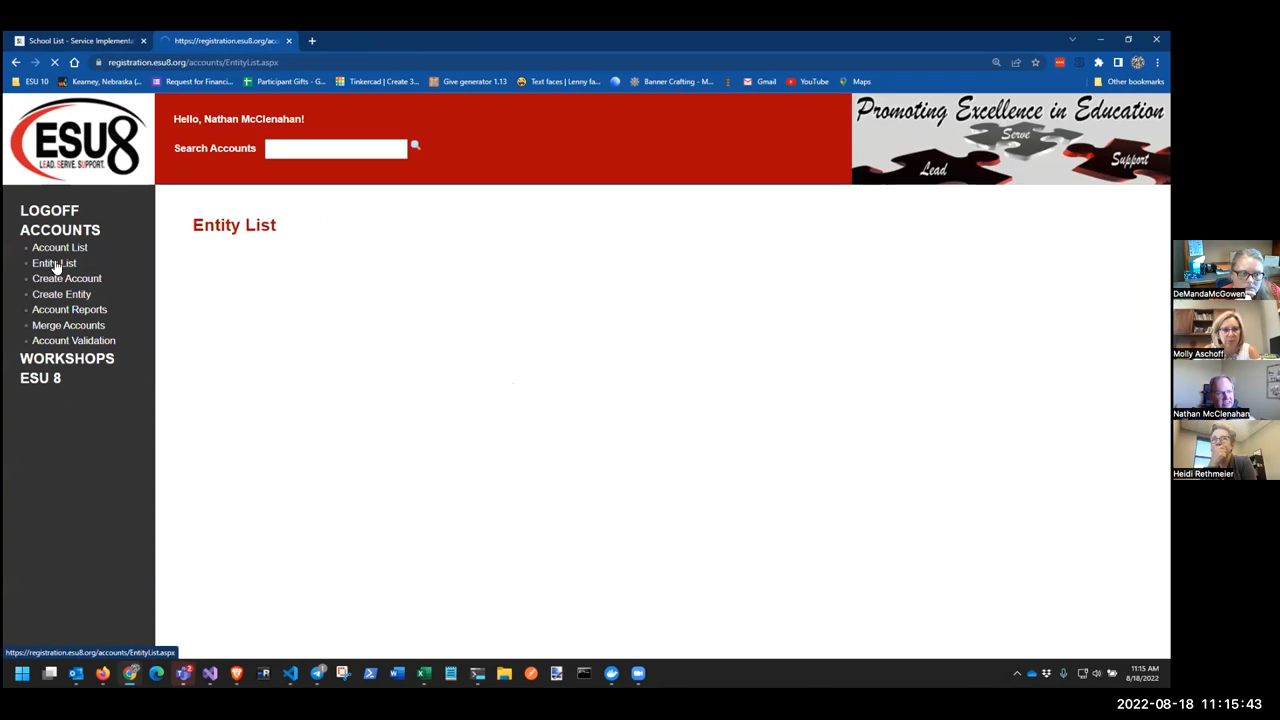 School List - Service Implementa
https://registration.esu8.org/acc
registration.esu8.org/accounts/EntityList.aspx
ESU 10
Kearney, Nebraska (
Request for Financi...
Participant Gifts - G...
Tinkercad | Create 3...
Give generator 1.13
Text faces | Lenny fa...
Banner Crafting - M...
Gmail
YouTube
Maps
Other bookmarks
ESU8
LEAD. SERVE. SUPPORT.
Hello, Nathan McClenahan!
Search Accounts
Promoting Excellence in Education
Serve
Lead
Support
LOGOFF
ACCOUNTS
Account List
Entity List
Create Account
Create Entity
Account Reports
Merge Accounts
Account Validation
WORKSHOPS
ESU 8
Entity List
DeMandaMcGowen
Molly Aschoff
Nathan McClenahan
Heidi Rethmeier
https://registration.esu8.org/accounts/EntityList.aspx
11:15 AM
8/18/2022
2022-08-18 11:15:43